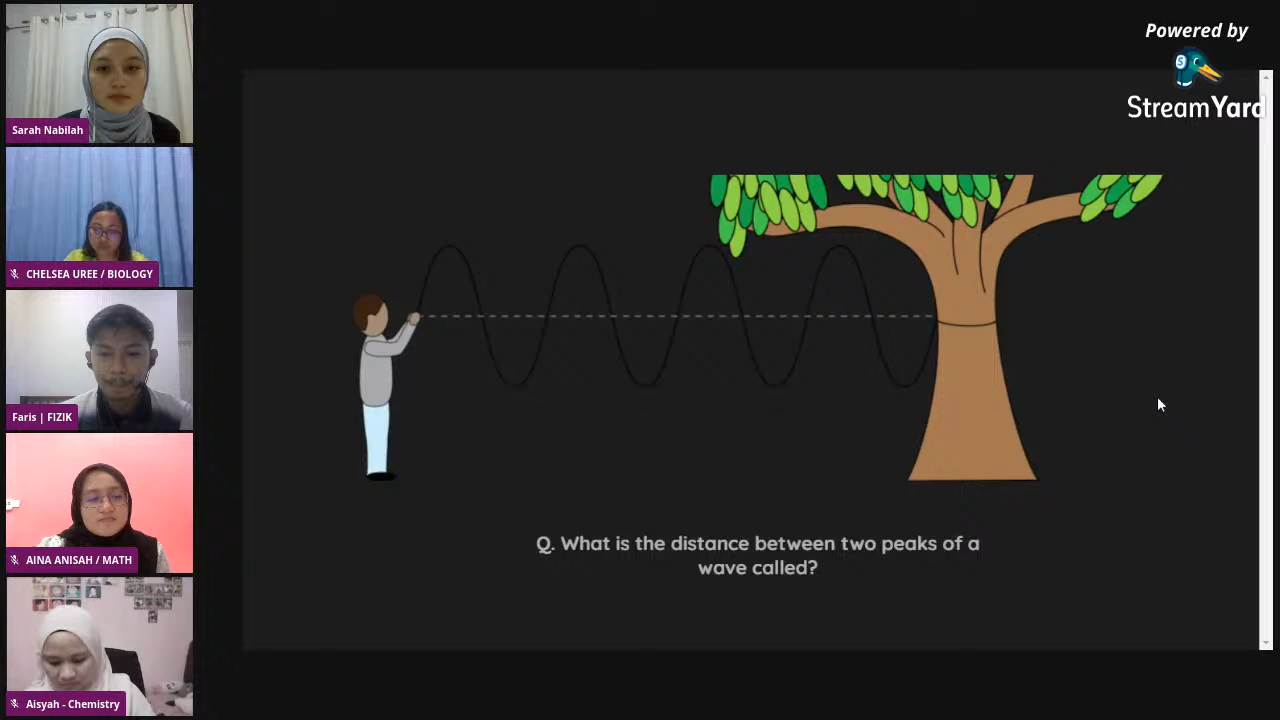 Powered by
StreamYard
Sarah Nabilah
CHELSEA UREE / BIOLOGY
Faris | FIZIK
AINA ANISAH / MATH
Aisyah - Chemistry
Q. What is the distance between two peaks of a
wave called?